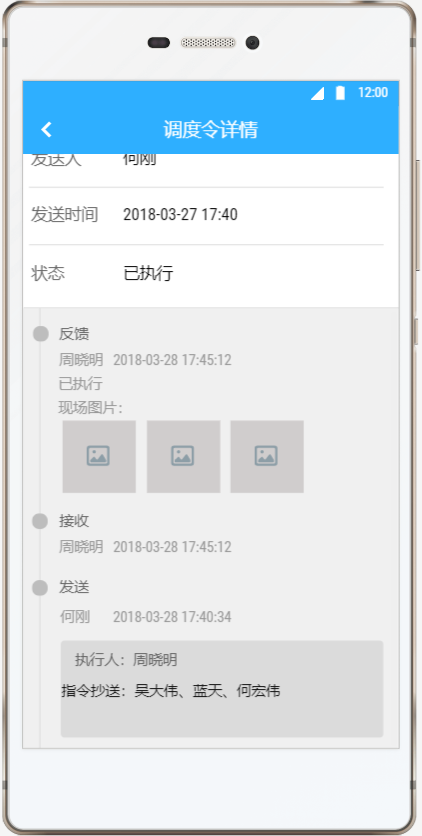 12:00
调度令详情
发送人 何刚
发送时间 2018-03-27 17:40
状态 已执行
反馈
周晓明 2018-03-28 17:45:12
已执行
现场图片：
接收
周晓明 2018-03-28 17:45:12
发送
何刚 2018-03-28 17:40:34
执行人：周晓明
指令抄送：吴大伟、蓝天、何宏伟